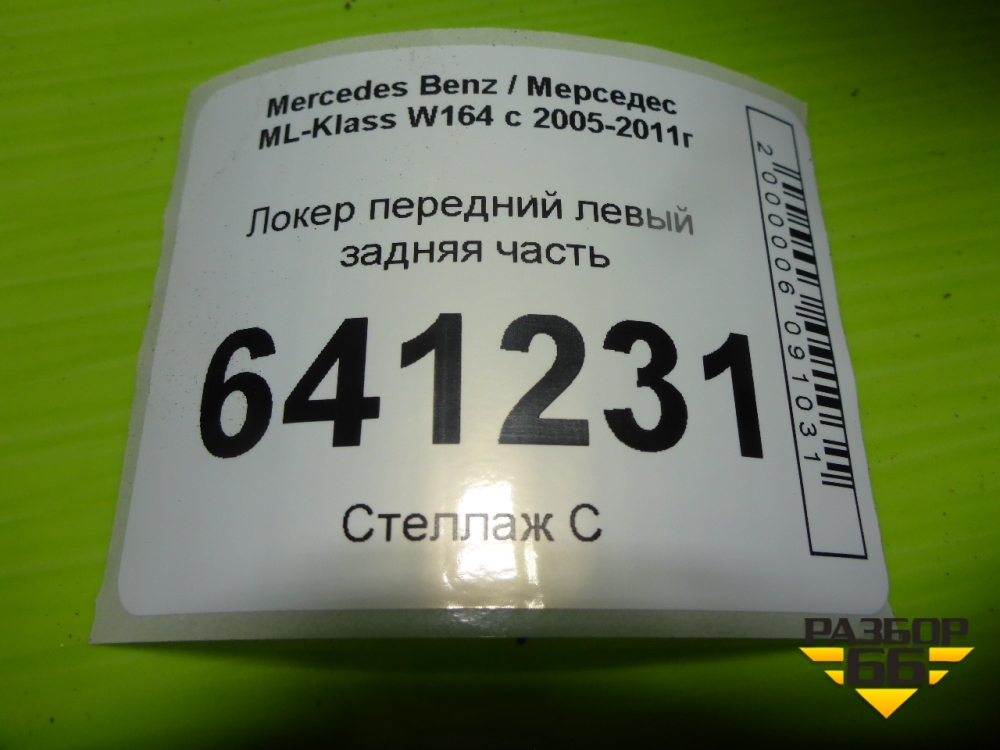 Mercedes Benz / Мерседес
ML-Klass W164 с 2005-2011г
Локер передний левый
задняя часть
641231
Стеллаж С
2000006091031
РАЗБОР
66